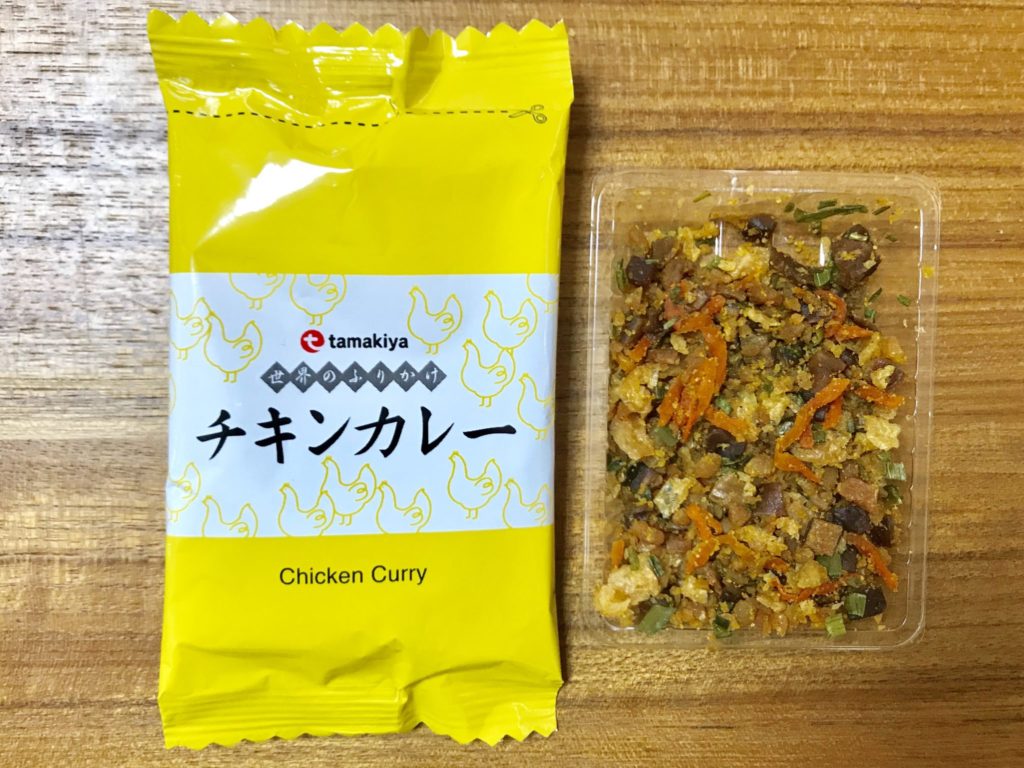 tamakiya
世界のふりかけ
チキンカレー
Chicken Curry